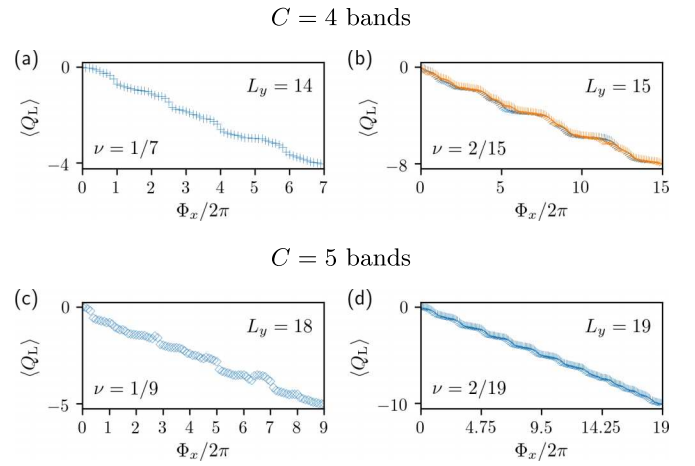 C = 4 bands
(a)
0
−4
⟨Q_L⟩
L_y = 14
ν = 1/7
0 1 2 3 4 5 6 7
Φ_x/2π
(b)
0
−8
⟨Q_L⟩
L_y = 15
ν = 2/15
0 5 10 15
Φ_x/2π
C = 5 bands
(c)
0
−5
⟨Q_L⟩
L_y = 18
ν = 1/9
0 1 2 3 4 5 6 7 8 9
Φ_x/2π
(d)
0
−10
⟨Q_L⟩
L_y = 19
ν = 2/19
0 4.75 9.5 14.25 19
Φ_x/2π